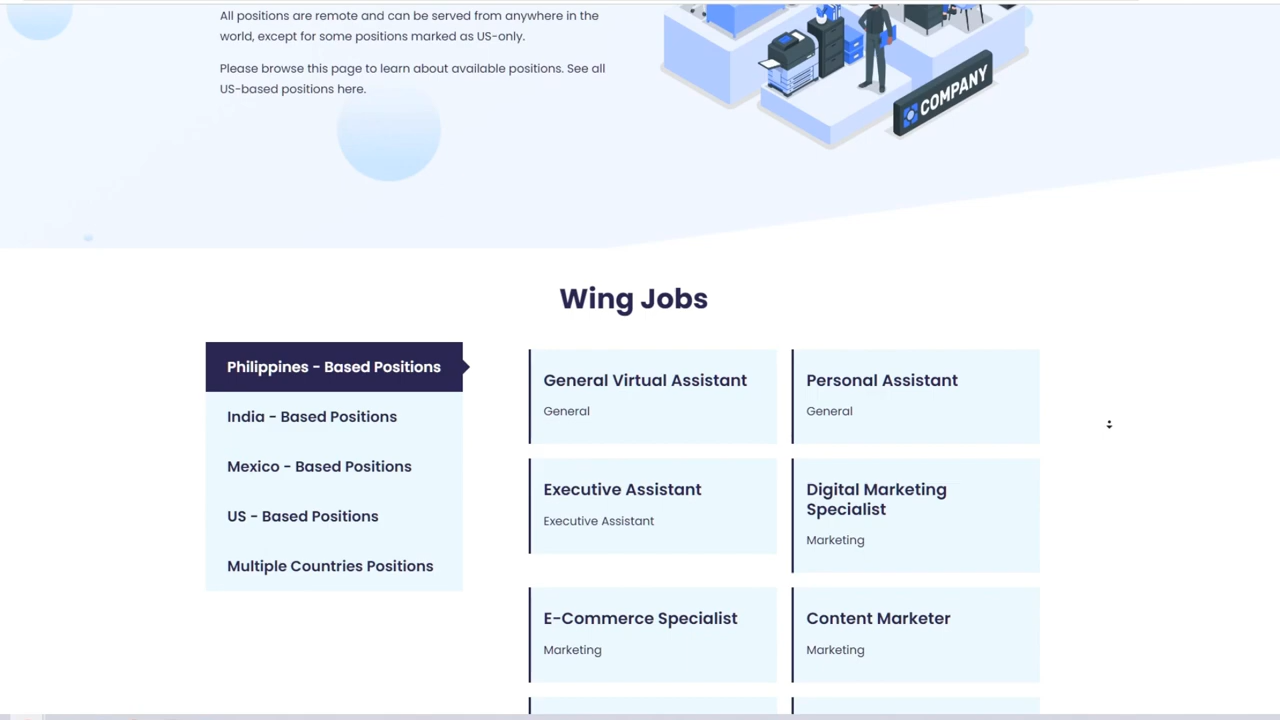 All positions are remote and can be served from anywhere in the
world, except for some positions marked as US-only.
Please browse this page to learn about available positions. See all
US-based positions here.
COMPANY
Wing Jobs
Philippines - Based Positions
India - Based Positions
Mexico - Based Positions
US - Based Positions
Multiple Countries Positions
General Virtual Assistant
General
Personal Assistant
General
Executive Assistant
Executive Assistant
Digital Marketing
Specialist
Marketing
E-Commerce Specialist
Marketing
Content Marketer
Marketing